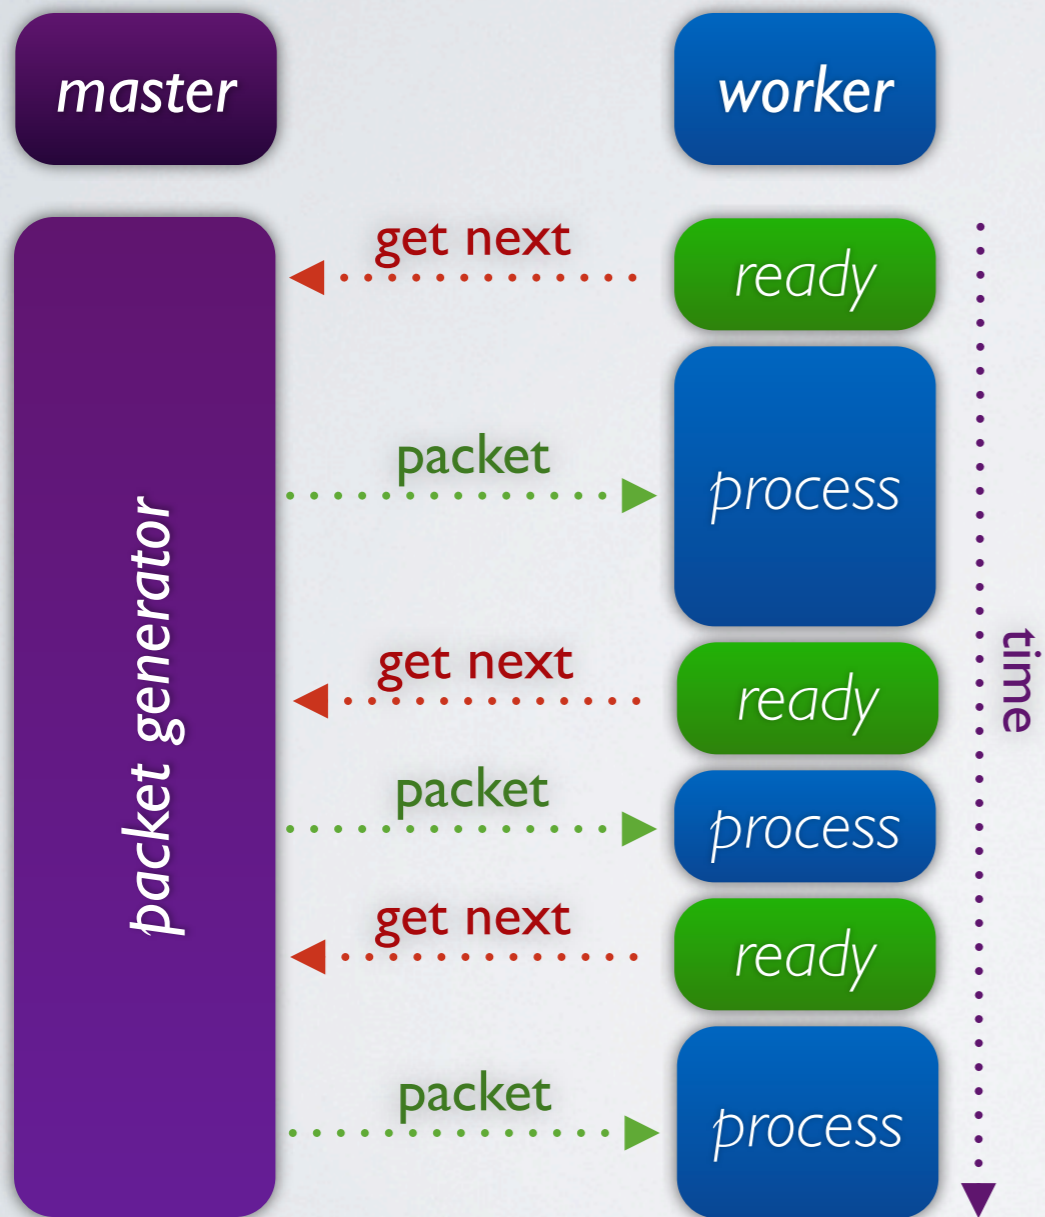 master
worker
get next
ready
packet
process
packet generator
get next
ready
time
packet
process
get next
ready
packet
process